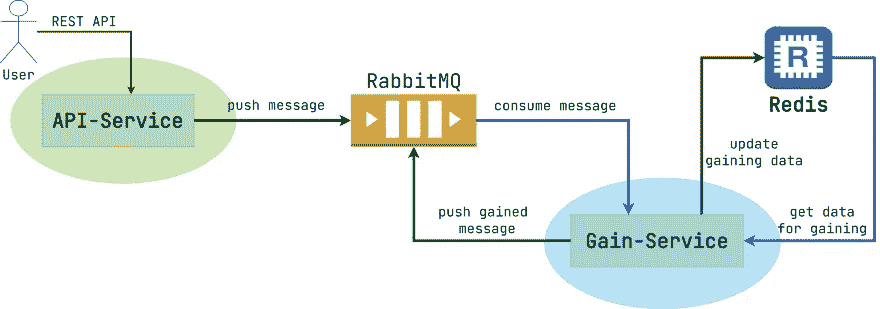 REST API
User
API-Service
push message
RabbitMQ
consume message
R
Redis
update
gaining data
push gained
message
Gain-Service
get data
for gaining